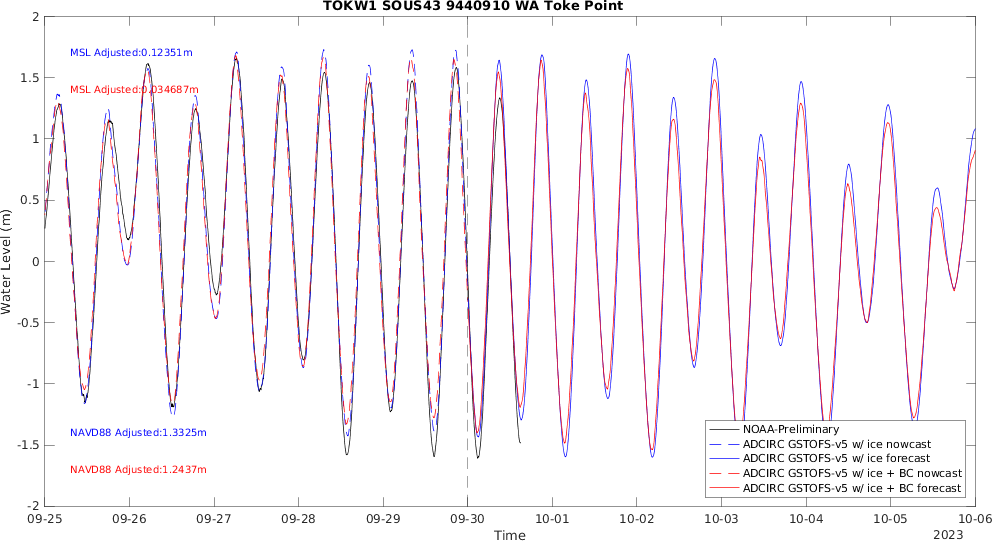 TOKW1 SOUS43 9440910 WA Toke Point
MSL Adjusted:0.12351m
MSL Adjusted:0.034687m
NAVD88 Adjusted:1.3325m
NAVD88 Adjusted:1.2437m
Water Level (m)
2
1.5
1
0.5
0
-0.5
-1
-1.5
-2
NOAA-Preliminary
ADCIRC GSTOFS-v5 w/ ice nowcast
ADCIRC GSTOFS-v5 w/ ice forecast
ADCIRC GSTOFS-v5 w/ ice + BC nowcast
ADCIRC GSTOFS-v5 w/ ice + BC forecast
09-25 09-26 09-27 09-28 09-29 09-30 10-01 10-02 10-03 10-04 10-05 10-06
Time
2023